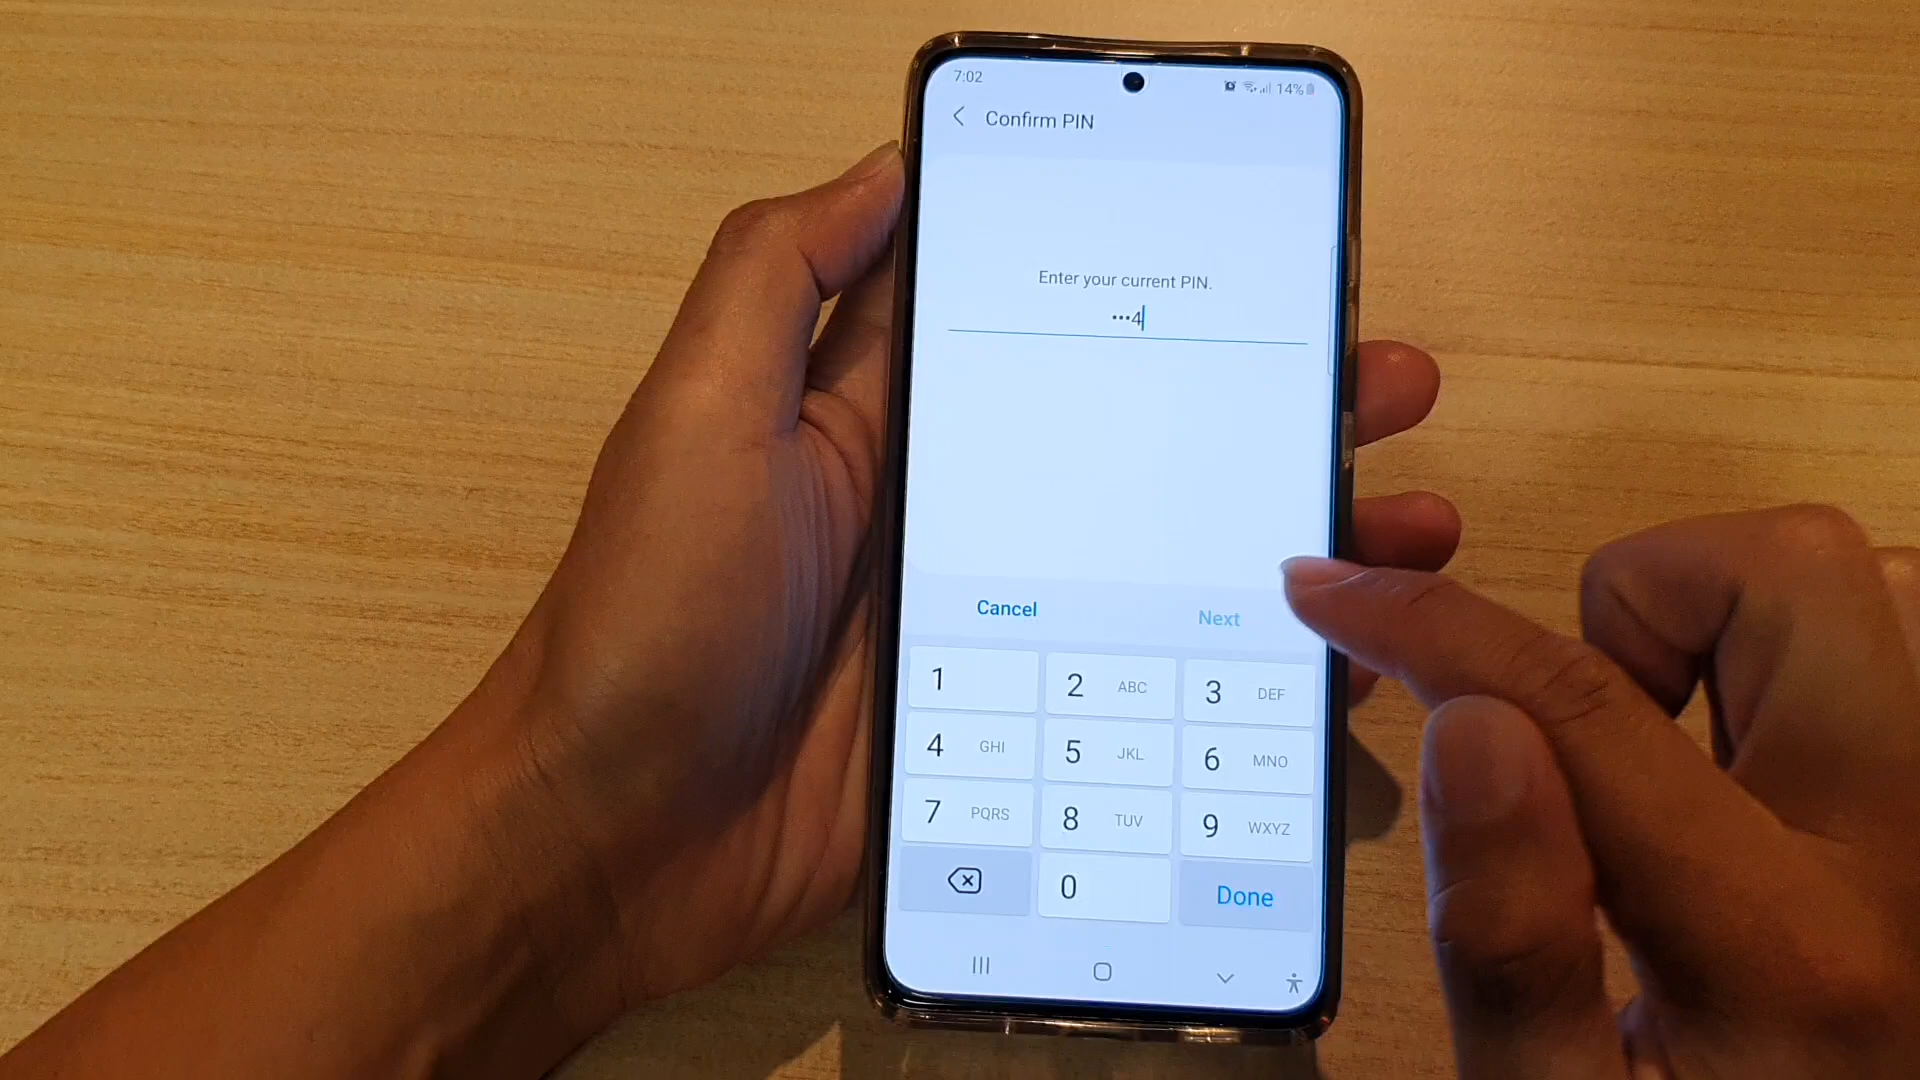 7:02
14%
Confirm PIN
Enter your current PIN.
•••4
Cancel Next
1 2 ABC 3 DEF
4 GHI 5 JKL 6 MNO
7 PQRS 8 TUV 9 WXYZ
0 Done